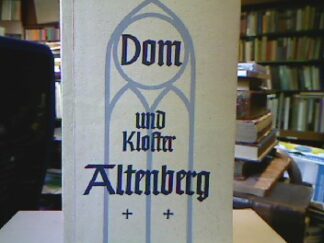 Dom
und
Kloster
Altenberg